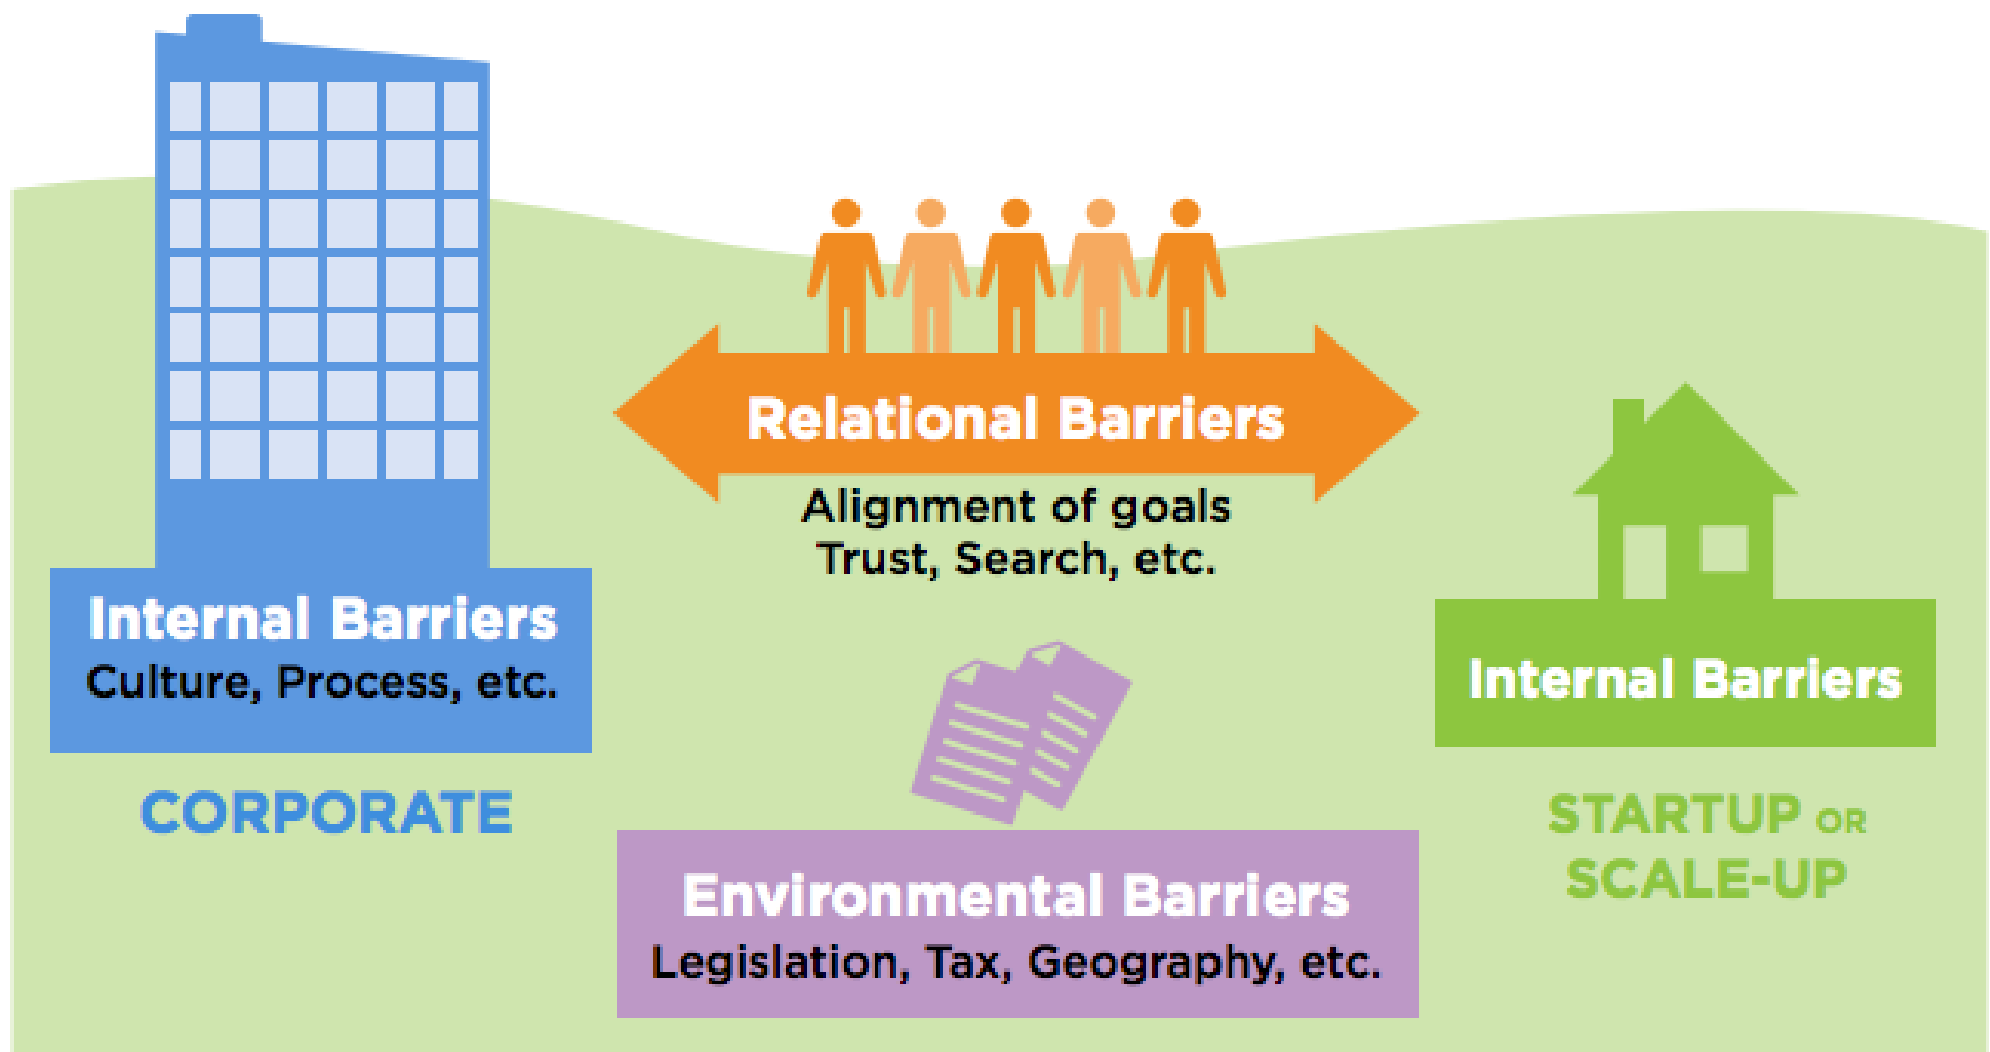 Relational Barriers
Alignment of goals
Trust, Search, etc.
Internal Barriers
Culture, Process, etc.
CORPORATE
Internal Barriers
STARTUP OR
SCALE-UP
Environmental Barriers
Legislation, Tax, Geography, etc.